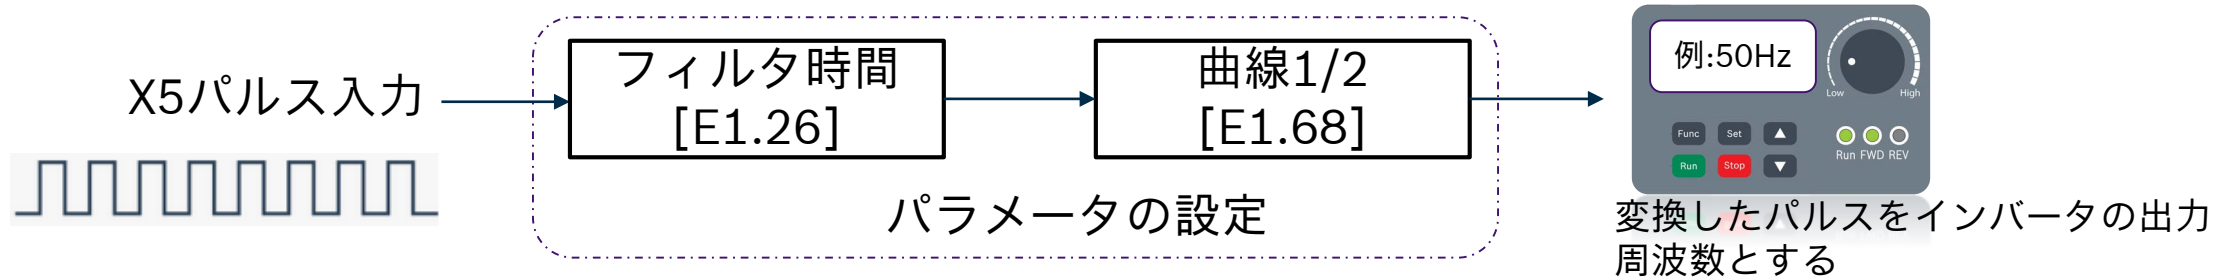 X5パルス入力
フィルタ時間
[E1.26]
曲線1/2
[E1.68]
パラメータの設定
例:50Hz
Low
High
Func
Set
Run
Stop
Run FWD REV
変換したパルスをインバータの出力
周波数とする